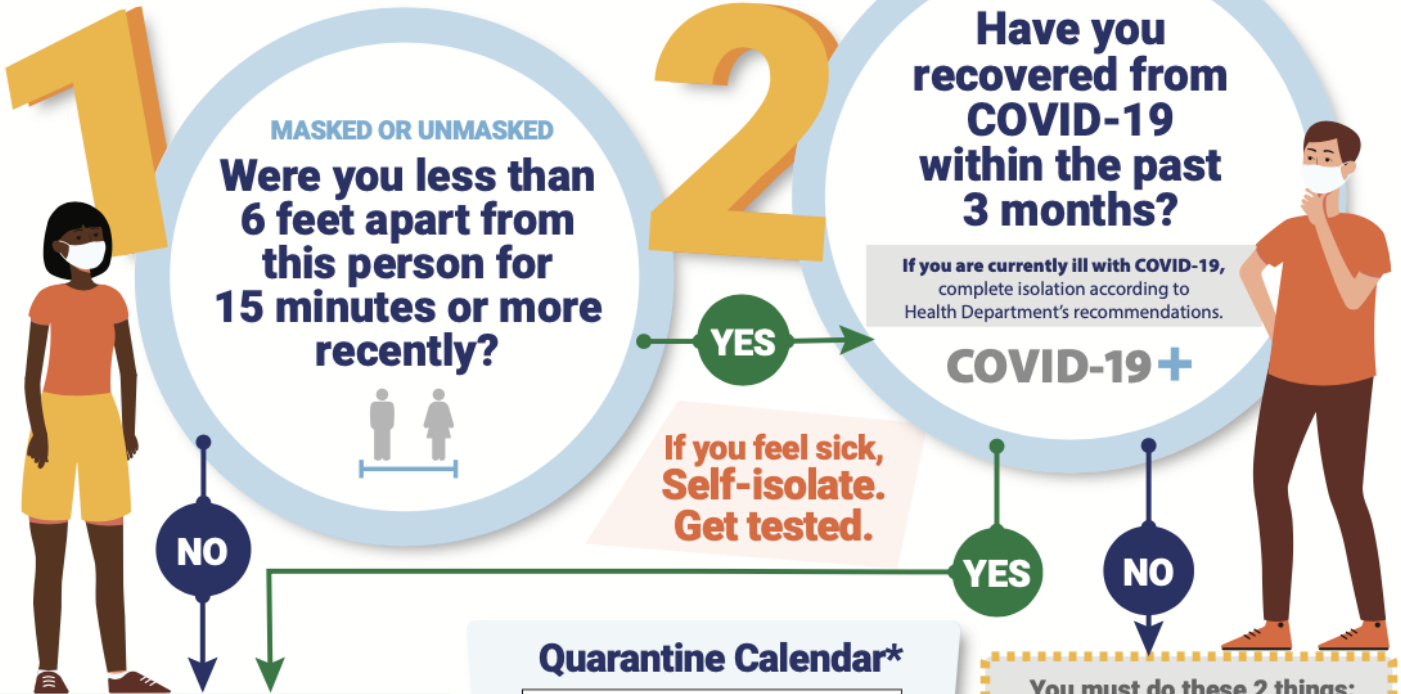 1
MASKED OR UNMASKED
Were you less than
6 feet apart from
this person for
15 minutes or more
recently?
NO
YES
2
Have you
recovered from
COVID-19
within the past
3 months?
If you are currently ill with COVID-19,
complete isolation according to
Health Department's recommendations.
COVID-19+
If you feel sick,
Self-isolate.
Get tested.
YES
NO
Quarantine Calendar*
You must do these 2 things: